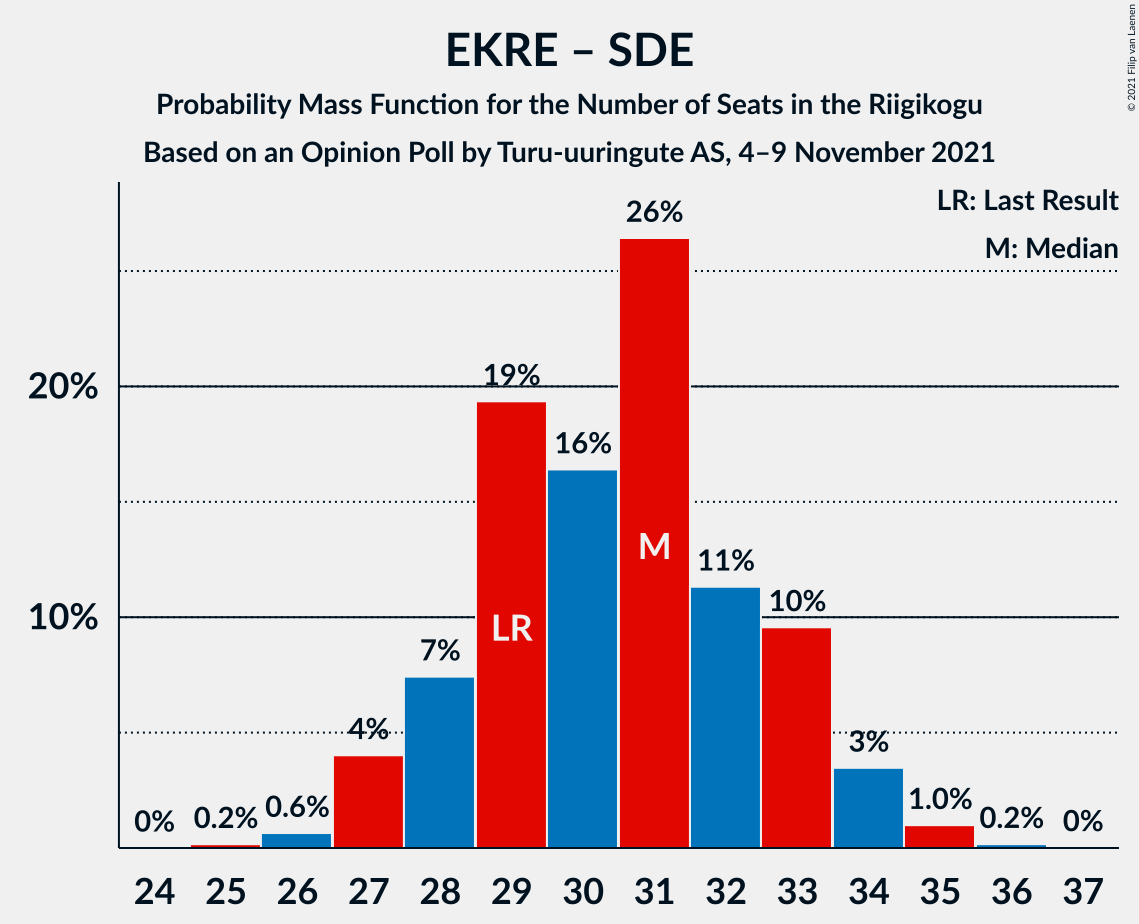 EKRE – SDE
Probability Mass Function for the Number of Seats in the Riigikogu
Based on an Opinion Poll by Turu-uuringute AS, 4–9 November 2021
© 2021 Filip van Laenen
LR: Last Result
M: Median
26%
20%
19%
16%
M
11%
10%
10%
LR
7%
4%
3%
0%
0.2%
0.6%
1.0%
0.2%
0%
24 25 26 27 28 29 30 31 32 33 34 35 36 37